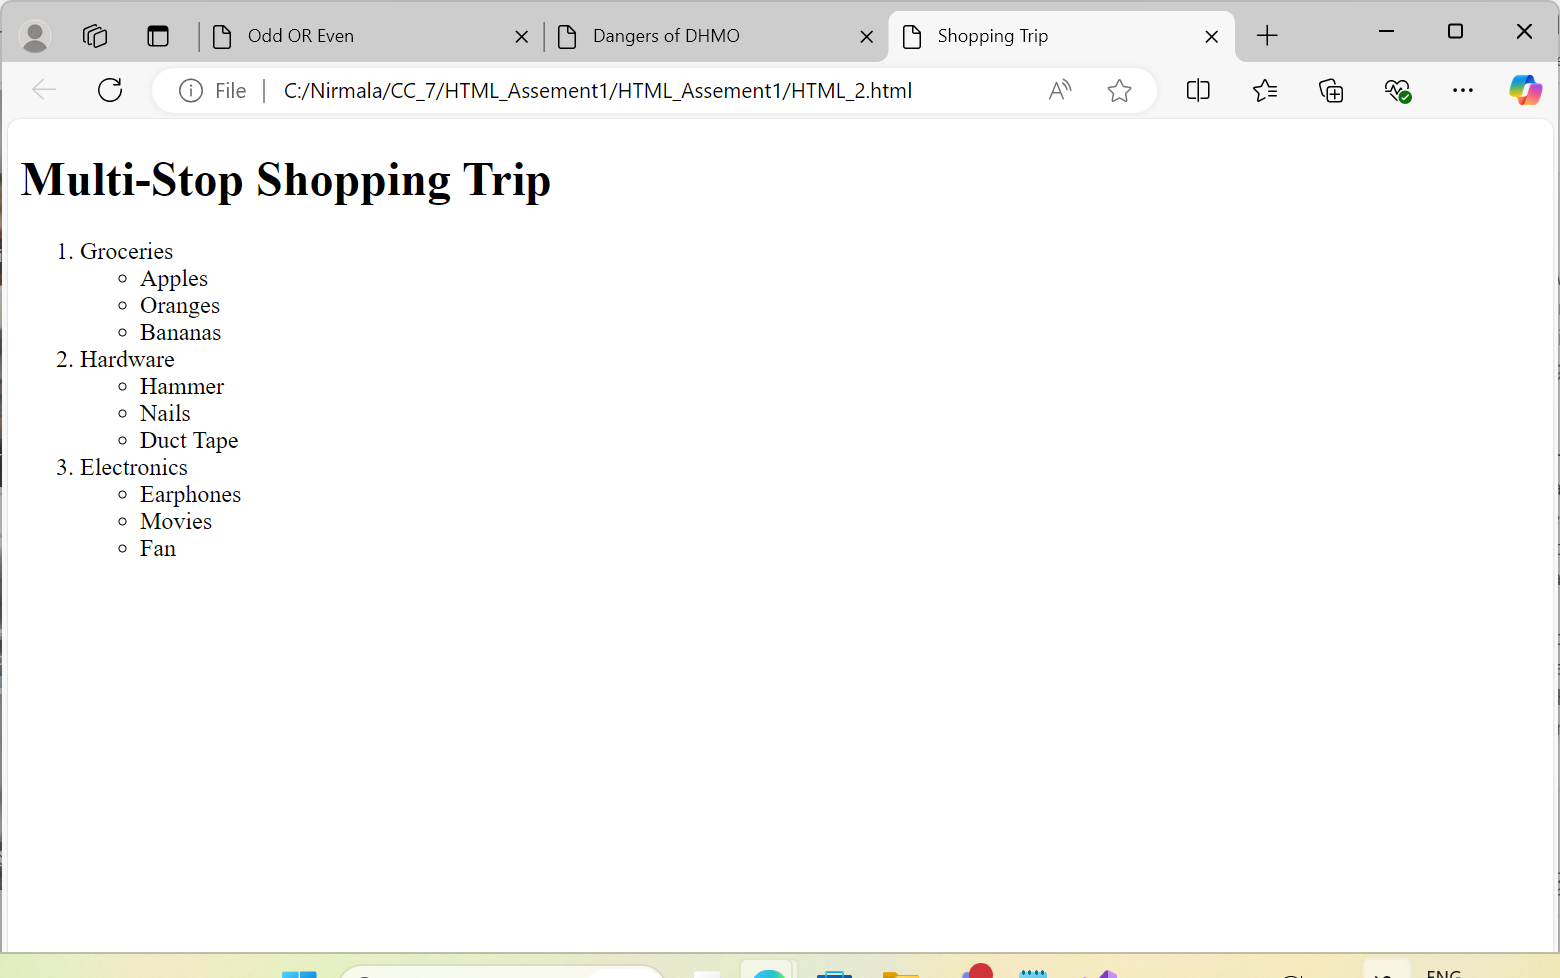 Odd OR Even
Dangers of DHMO
Shopping Trip
File
C:/Nirmala/CC_7/HTML_Assement1/HTML_Assement1/HTML_2.html
Multi-Stop Shopping Trip
1. Groceries
Apples
Oranges
Bananas
2. Hardware
Hammer
Nails
Duct Tape
3. Electronics
Earphones
Movies
Fan
ENG